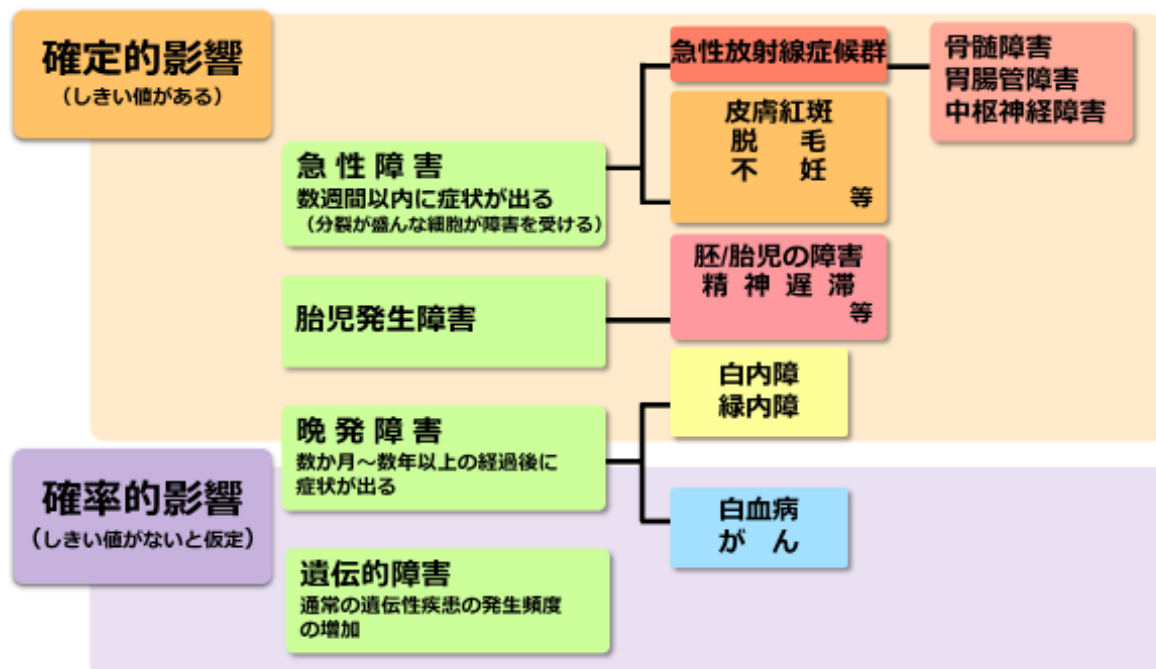 確定的影響
（しきい値がある）
急性障害
数週間以内に症状が出る
（分裂が盛んな細胞が障害を受ける）
急性放射線症候群
骨髄障害
胃腸管障害
中枢神経障害
皮膚紅斑
脱毛
不妊
等
胎児発生障害
胚/胎児の障害
精神遅滞
等
晩発障害
数か月～数年以上の経過後に
症状が出る
白内障
緑内障
確率的影響
（しきい値がないと仮定）
白血病
がん
遺伝的障害
通常の遺伝性疾患の発生頻度
の増加